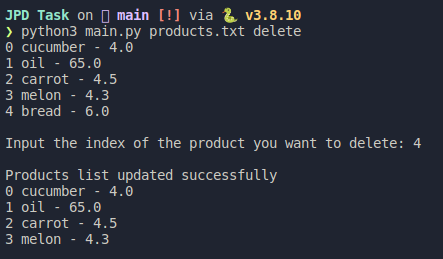 JPD Task on  main [!] via 🐍 v3.8.10
❯ python3 main.py products.txt delete
0 cucumber - 4.0
1 oil - 65.0
2 carrot - 4.5
3 melon - 4.3
4 bread - 6.0

Input the index of the product you want to delete: 4

Products list updated successfully
0 cucumber - 4.0
1 oil - 65.0
2 carrot - 4.5
3 melon - 4.3